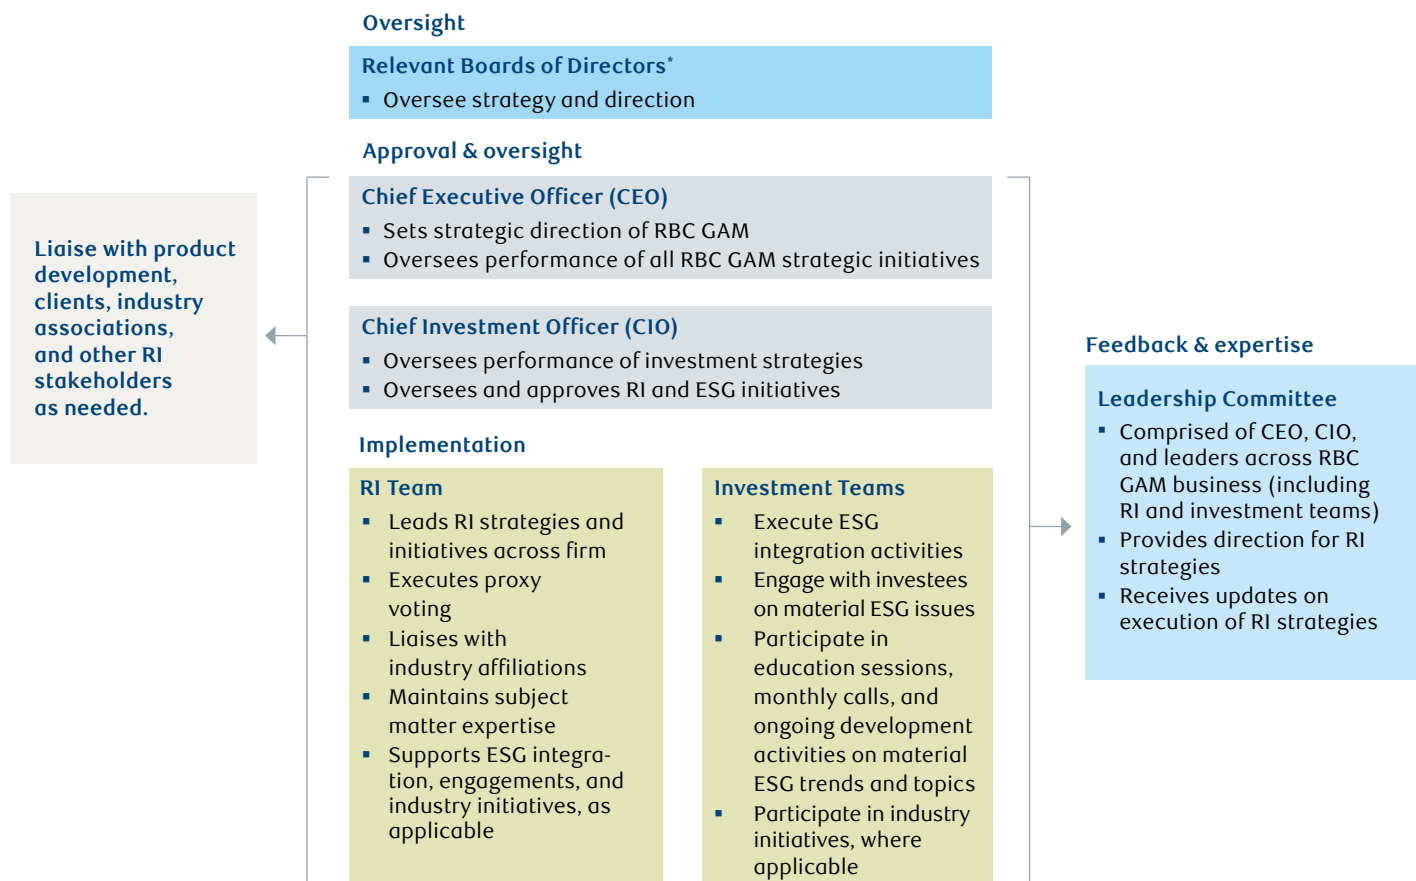 Oversight
Relevant Boards of Directors*
▪ Oversee strategy and direction
Approval & oversight
Chief Executive Officer (CEO)
▪ Sets strategic direction of RBC GAM
▪ Oversees performance of all RBC GAM strategic initiatives
Liaise with product
development,
clients, industry
associations,
and other RI
stakeholders
as needed.
Chief Investment Officer (CIO)
▪ Oversees performance of investment strategies
▪ Oversees and approves RI and ESG initiatives
Implementation
RI Team
▪ Leads RI strategies and
initiatives across firm
▪ Executes proxy
voting
▪ Liaises with
industry affiliations
▪ Maintains subject
matter expertise
▪ Supports ESG integra-
tion, engagements, and
industry initiatives, as
applicable
Investment Teams
▪ Execute ESG
integration activities
▪ Engage with investees
on material ESG issues
▪ Participate in
education sessions,
monthly calls, and
ongoing development
activities on material
ESG trends and topics
▪ Participate in industry
initiatives, where
applicable
Feedback & expertise
Leadership Committee
▪ Comprised of CEO, CIO,
and leaders across RBC
GAM business (including
RI and investment teams)
▪ Provides direction for RI
strategies
▪ Receives updates on
execution of RI strategies